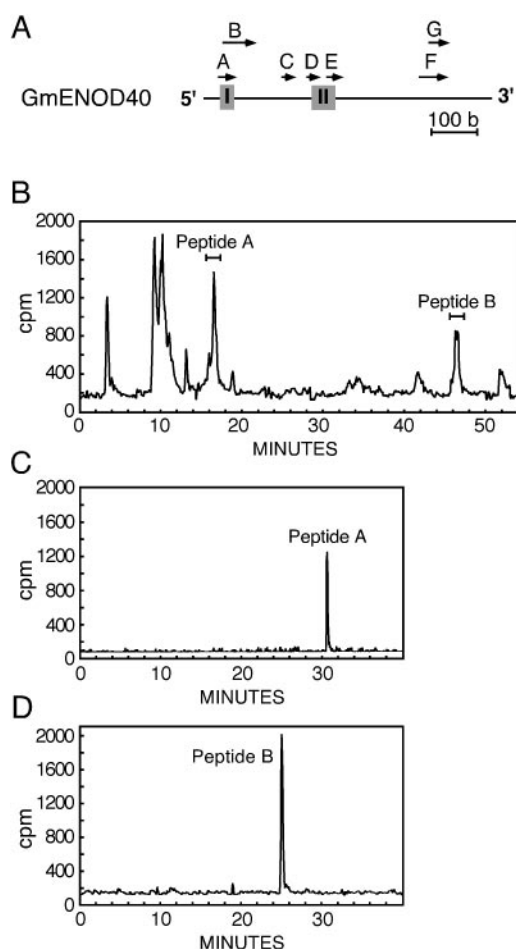 A
B G
A C D E F
GmENOD40 5' I II 3'
100 b
B
2000
1600
1200
800
400
0
cpm
Peptide A
Peptide B
0 10 20 30 40 50
MINUTES
C
2000
1600
1200
800
400
0
cpm
Peptide A
0 10 20 30
MINUTES
D
2000
1600
1200
800
400
0
cpm
Peptide B
0 10 20 30
MINUTES